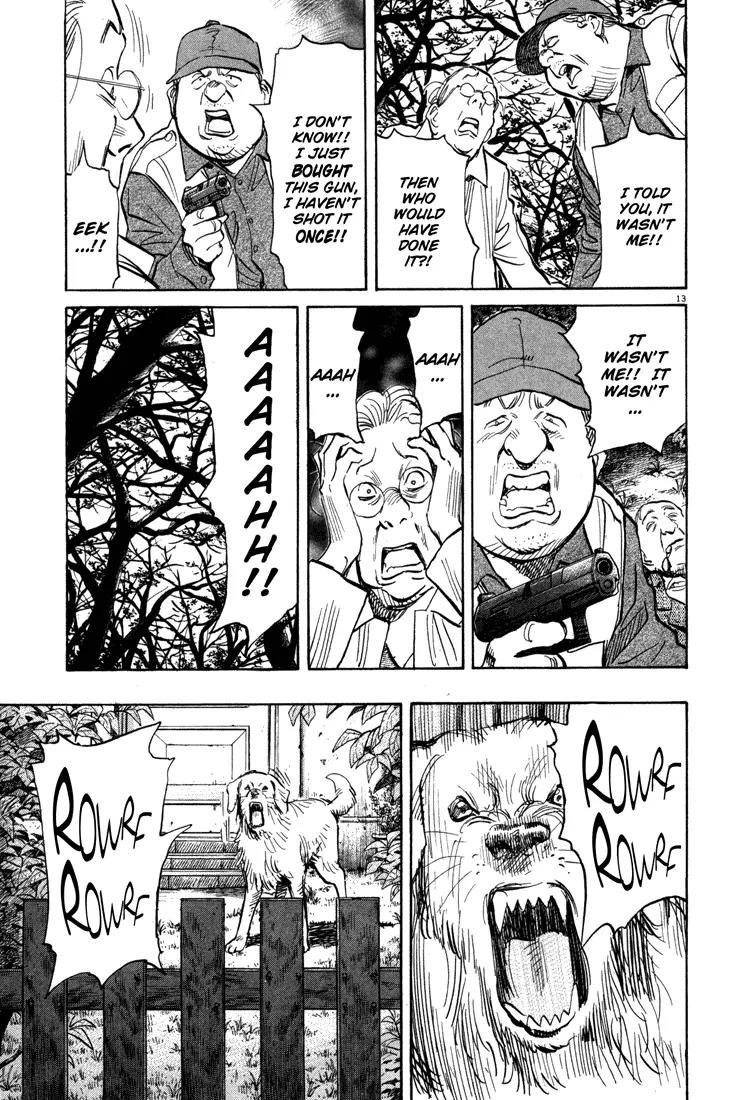 I TOLD
YOU, IT
WASN'T
ME!!
THEN
WHO
WOULD
HAVE
DONE
IT?!
I DON'T
KNOW!!
I JUST
BOUGHT
THIS GUN,
I HAVEN'T
SHOT IT
ONCE!!
EEK
...!!
13
IT
WASN'T
ME!! IT
WASN'T
...
AAAH
...
AAAH
...
AAAAAHH!!
ROWRF
ROWRF
ROWRF
ROWRF